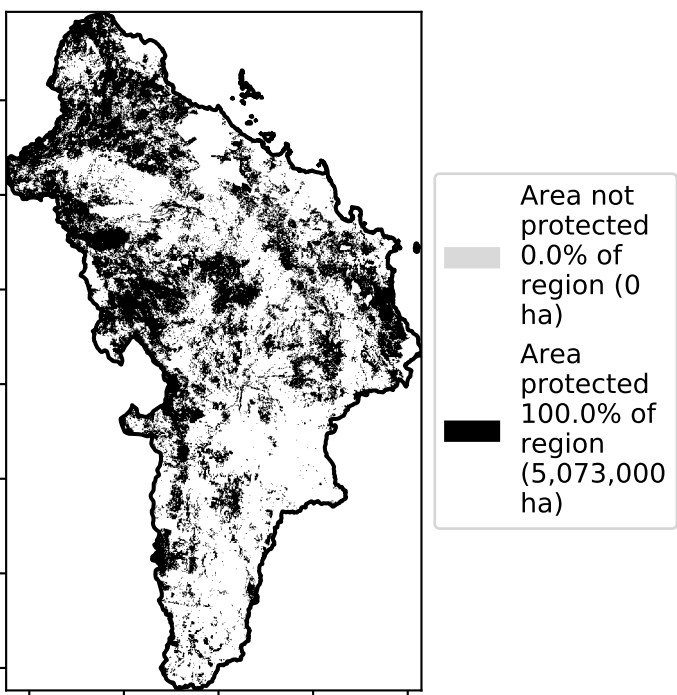 Area not
protected
0.0% of
region (0
ha)
Area
protected
100.0% of
region
(5,073,000
ha)